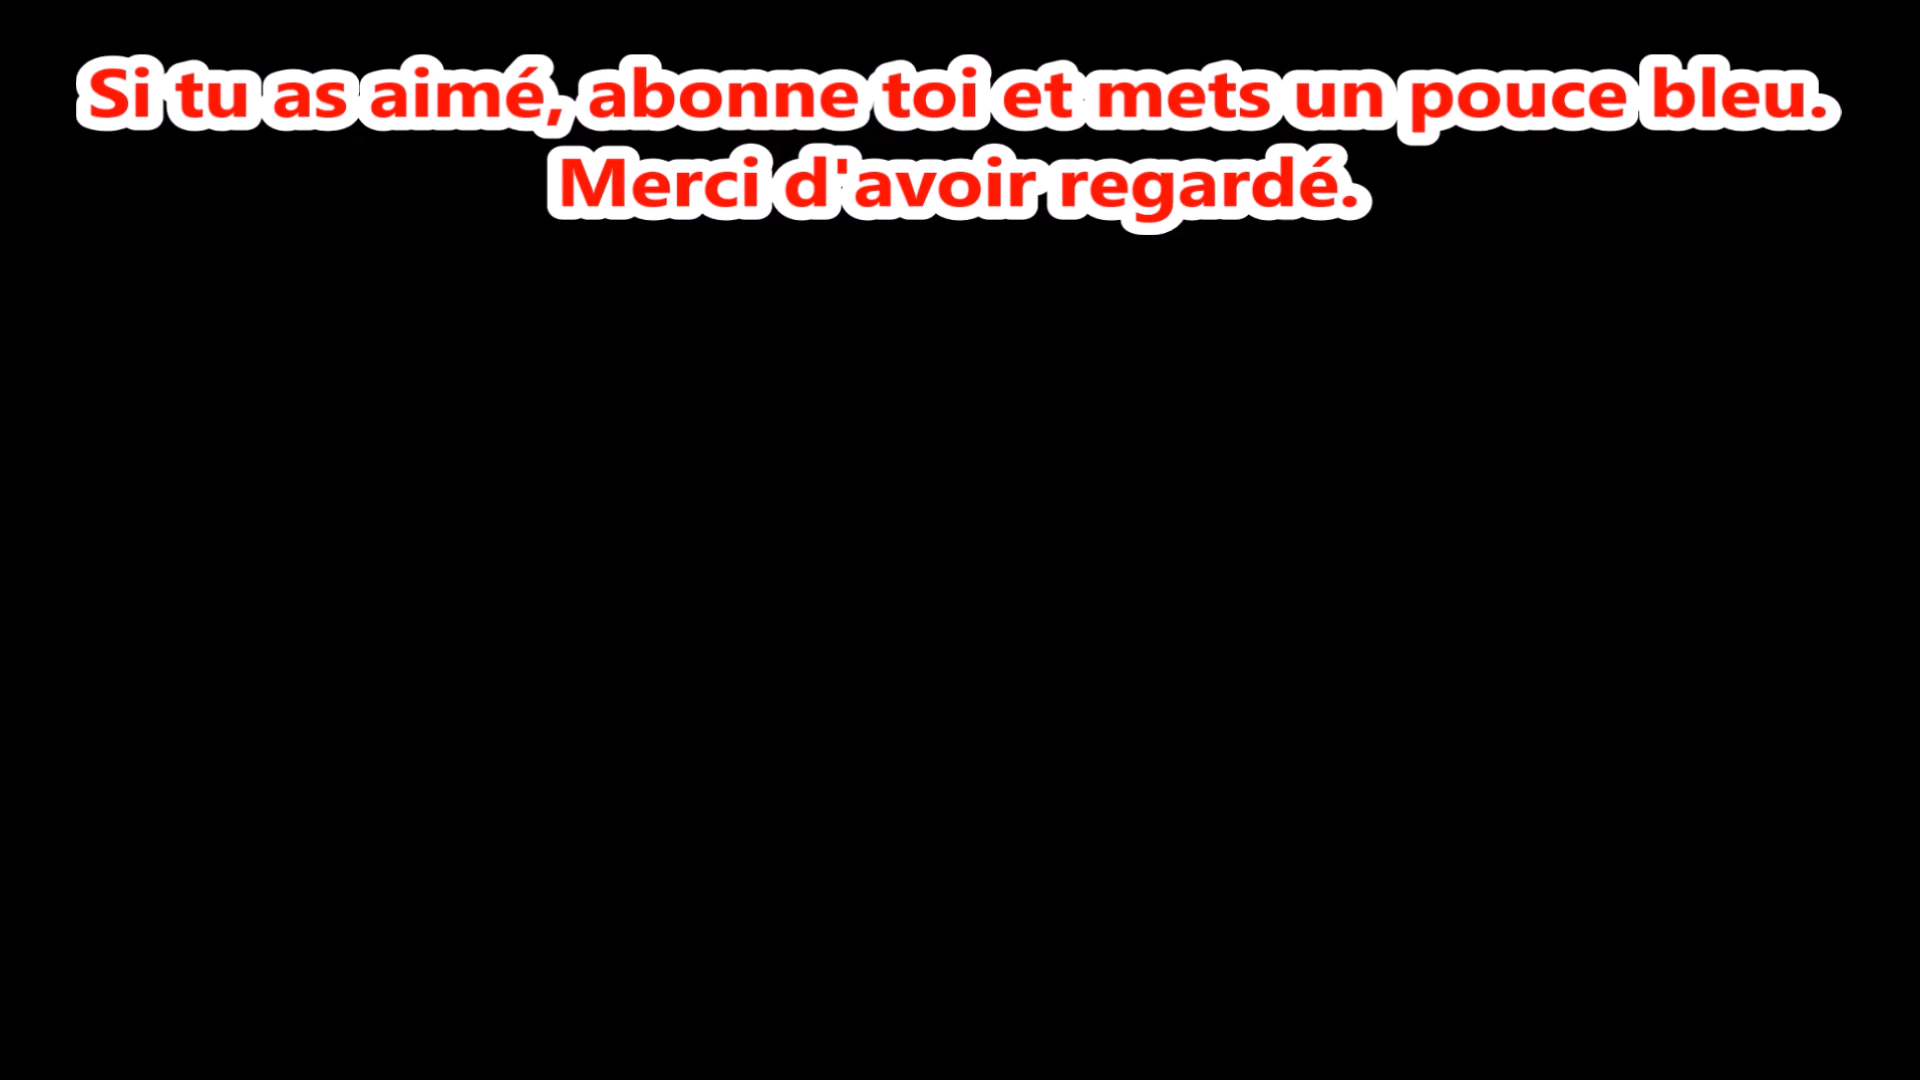 Si tu as aimé, abonne toi et mets un pouce bleu.
Merci d'avoir regardé.